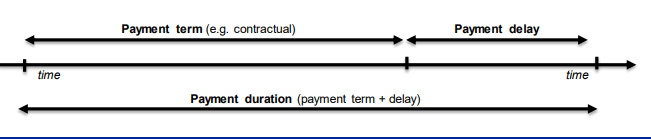 Payment term (e.g. contractual)
Payment delay
time
time
Payment duration (payment term + delay)